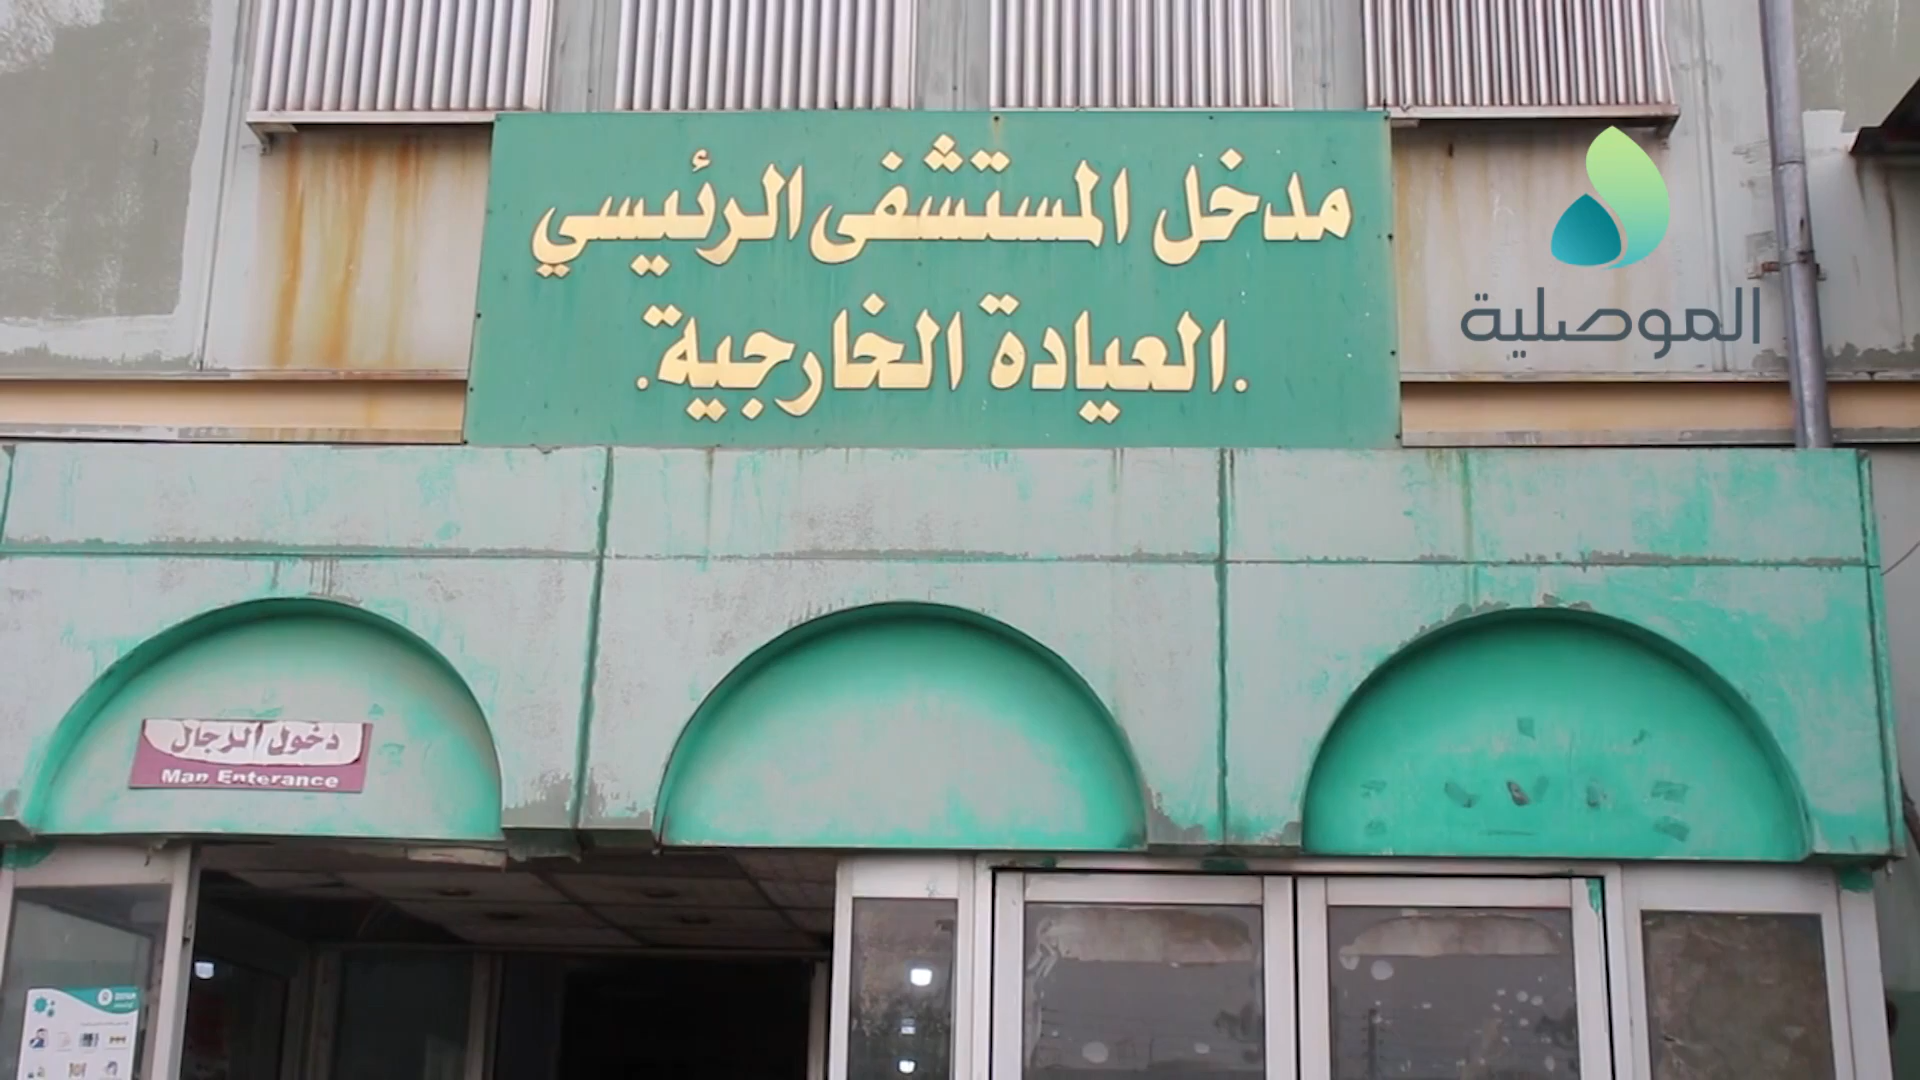 مدخل المستشفى الرئيسي
.العيادة الخارجية.
الموصلية
دخول الرجال
Man Enterance